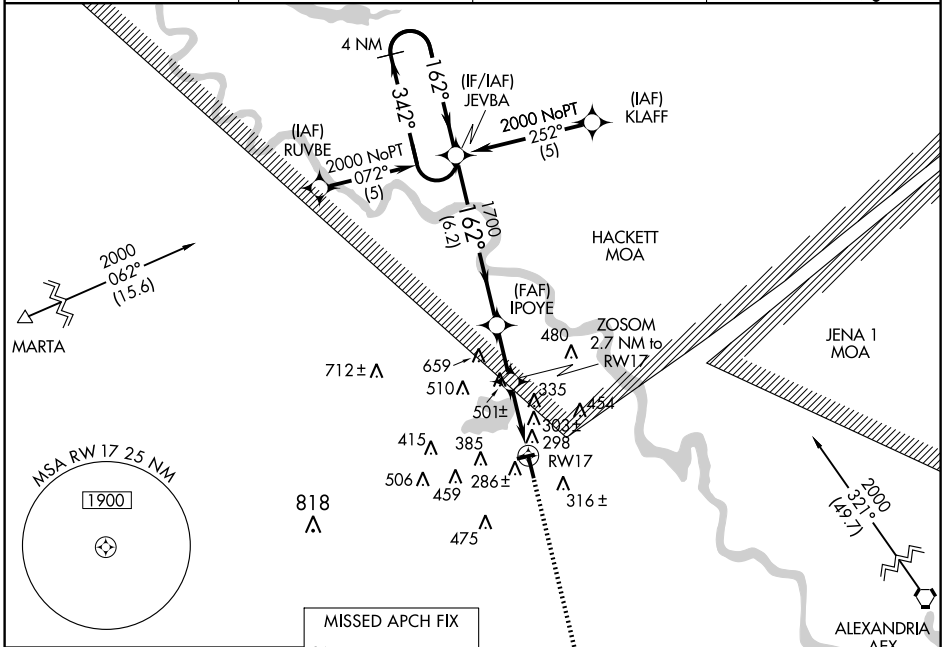 4 NM
162°
342°
(IF/IAF)
JEVBA
2000 NoPT
252°
(5)
(IAF)
KLAFF
(IAF)
RUVBE
2000 NoPT
072°
(5)
1700
162°
(6.2)
HACKETT
MOA
2000
062°
(15.6)
MARTA
(FAF)
IPOYE
ZOSOM
2.7 NM to
RW17
480
JENA 1
MOA
659
712±
510
501±
335
454
303±
298
RW17
415
385
506
459
286±
316±
MSA RW 17 25 NM
1900
818
475
2000
321°
(49.7)
MISSED APCH FIX
ALEXANDRIA
AEX